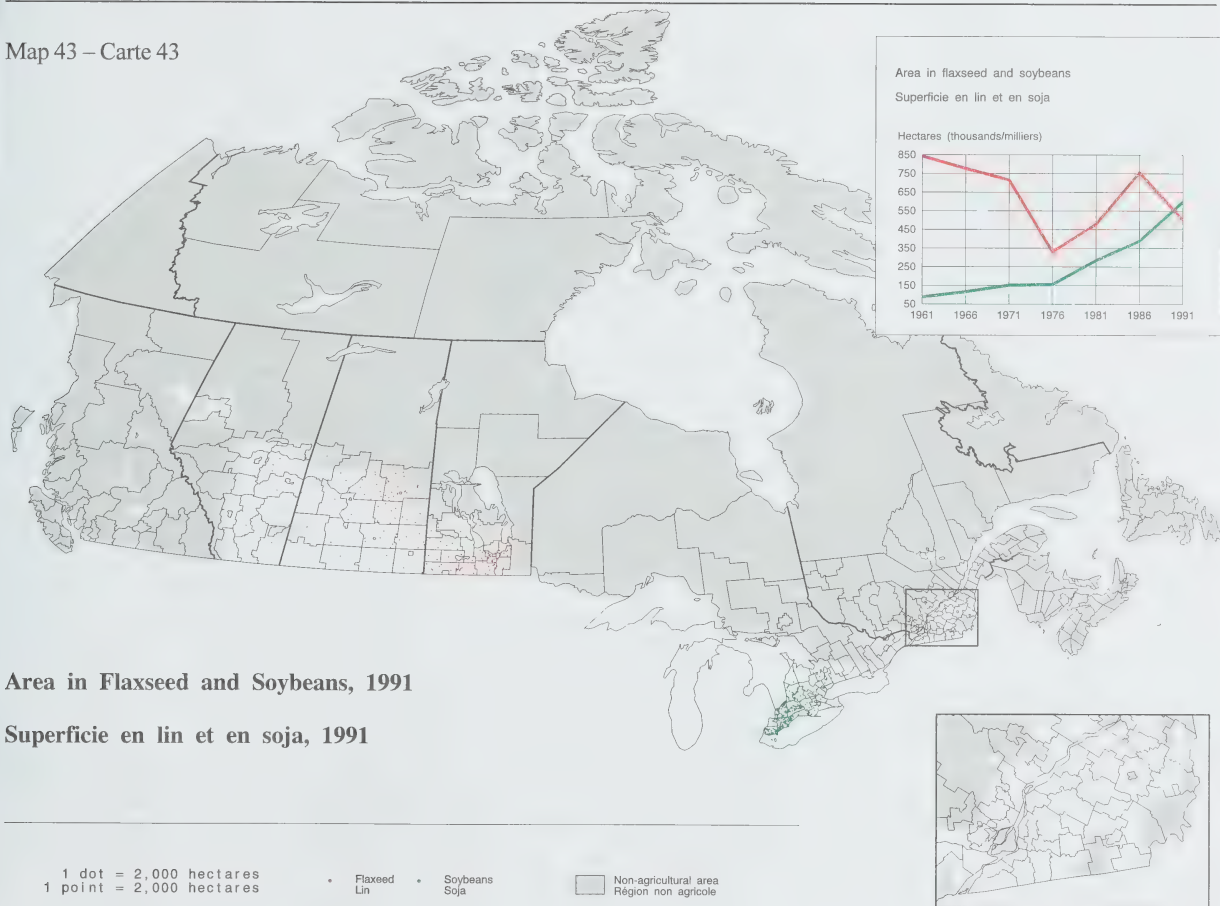 Map 43 – Carte 43
Area in flaxseed and soybeans
Superficie en lin et en soja
Hectares (thousands/milliers)
850
750
650
550
450
350
250
150
50
1961 1966 1971 1976 1981 1986 1991
Area in Flaxseed and Soybeans, 1991
Superficie en lin et en soja, 1991
1 dot = 2,000 hectares
1 point = 2,000 hectares
Flaxeed
Lin
Soybeans
Soja
Non-agricultural area
Région non agricole